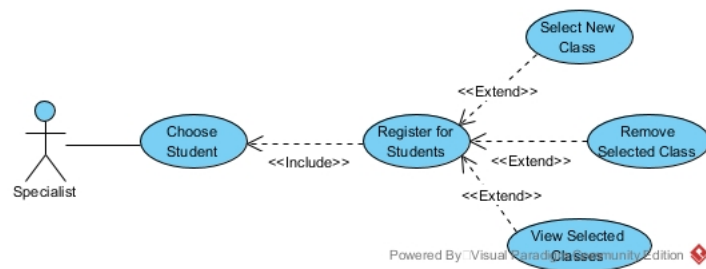 Select New
Class
<<Extend>>
Choose
Student
Register for
Students
Remove
Selected Class
<<Include>>
<<Extend>>
Specialist
<<Extend>>
View Selected
Classes
Powered By Visual Paradigm Community Edition